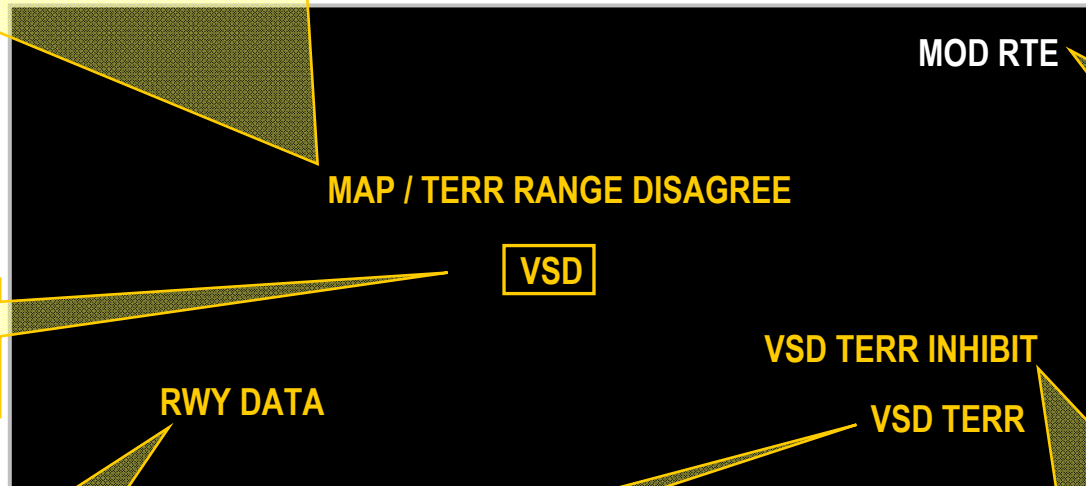 MOD RTE
MAP / TERR RANGE DISAGREE
VSD
VSD TERR INHIBIT
RWY DATA
VSD TERR